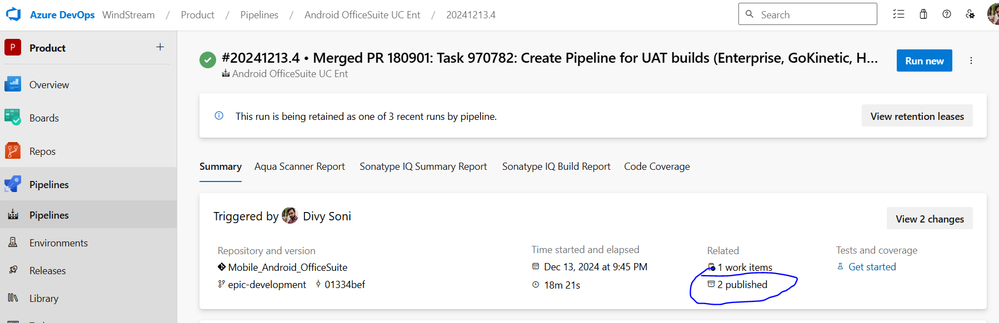 Azure DevOps WindStream / Product / Pipelines / Android OfficeSuite UC Ent / 20241213.4
Search
P Product +
Overview
Boards
Repos
Pipelines
Pipelines
Environments
Releases
Library
#20241213.4 • Merged PR 180901: Task 970782: Create Pipeline for UAT builds (Enterprise, GoKinetic, H...
Android OfficeSuite UC Ent
Run new
This run is being retained as one of 3 recent runs by pipeline.
View retention leases
Summary Aqua Scanner Report Sonatype IQ Summary Report Sonatype IQ Build Report Code Coverage
Triggered by Divy Soni
View 2 changes
Repository and version
Mobile_Android_OfficeSuite
epic-development 01334bef
Time started and elapsed
Dec 13, 2024 at 9:45 PM
18m 21s
Related
1 work items
2 published
Tests and coverage
Get started